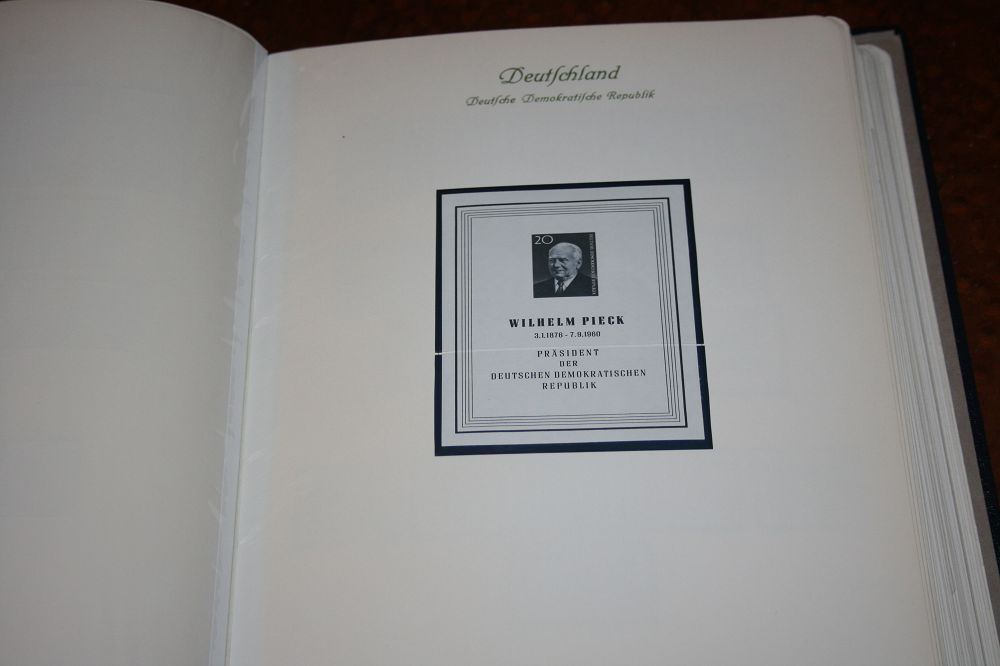 Deutſchland
Deutſche Demokratiſche Republik
20
WILHELM PIECK
3.1.1876 - 7.9.1960
PRÄSIDENT
DER
DEUTSCHEN DEMOKRATISCHEN
REPUBLIK